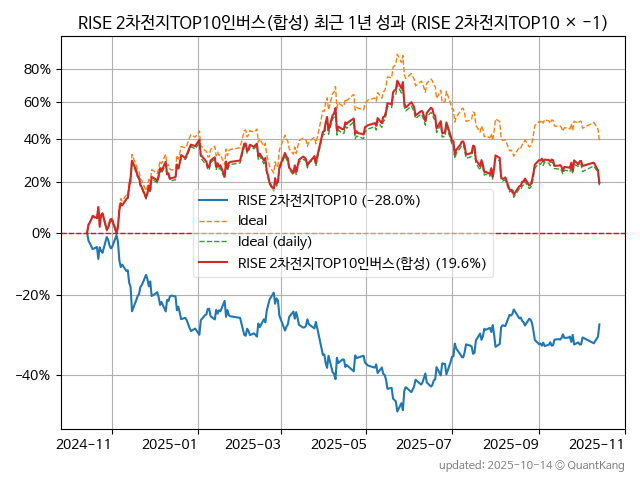 RISE 2차전지TOP10인버스(합성) 최근 1년 성과 (RISE 2차전지TOP10 × −1)
80%
60%
40%
20%
0%
−20%
−40%
RISE 2차전지TOP10 (−28.0%)
Ideal
Ideal (daily)
RISE 2차전지TOP10인버스(합성) (19.6%)
2024−11 2025−01 2025−03 2025−05 2025−07 2025−09 2025−11
updated: 2025-10-14 © QuantKang